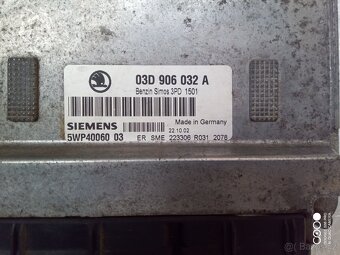 03D 906 032 A
Benzin Simos 3PD 1501
SIEMENS
Made in Germany
22.10.02
5WP40060 03
ER SME 223306 R031 2078